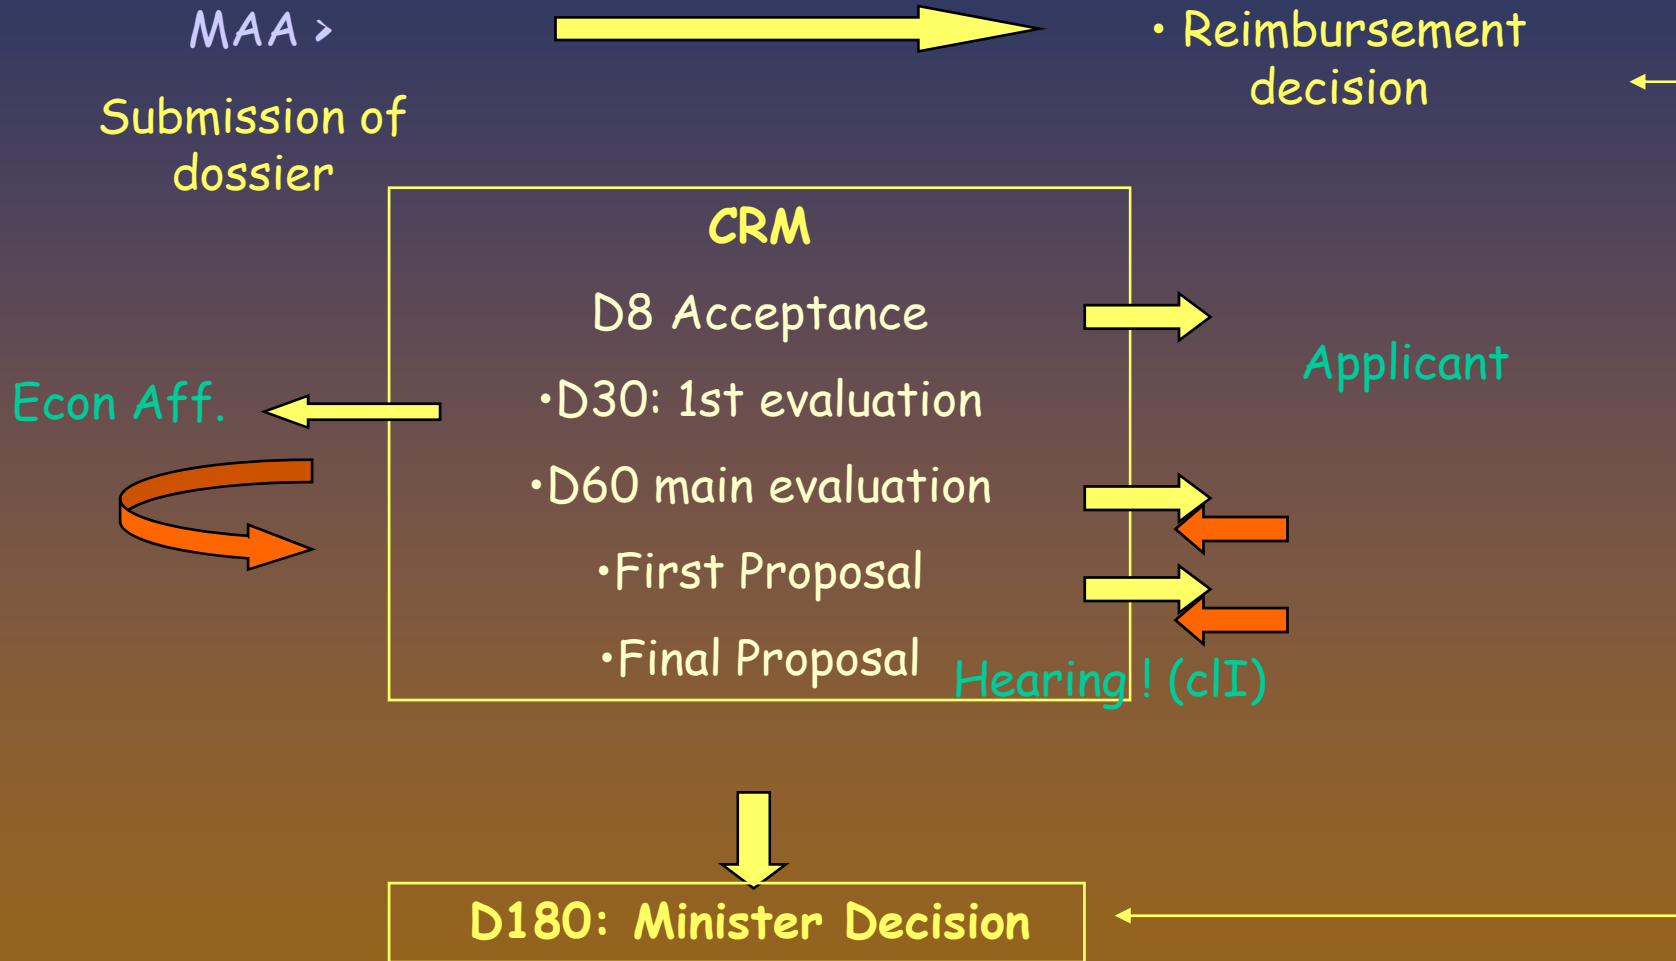 MAA >
• Reimbursement
decision
Submission of
dossier
CRM
D8 Acceptance
Applicant
Econ Aff.
•D30: 1st evaluation
•D60 main evaluation
•First Proposal
•Final Proposal
Hearing ! (clI)
D180: Minister Decision